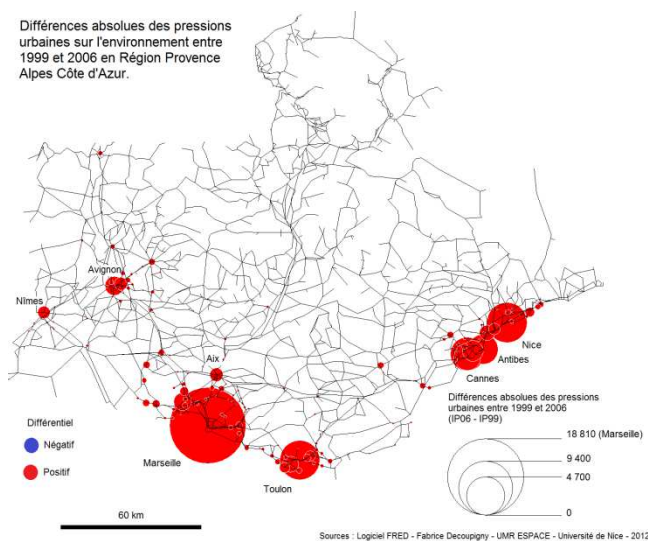 Différences absolues des pressions
urbaines sur l'environnement entre
1999 et 2006 en Région Provence
Alpes Côte d'Azur.
Avignon
Nîmes
Aix
Nice
Antibes
Cannes
Marseille
Toulon
Différentiel
Négatif
Positif
60 km
Différences absolues des pressions
urbaines entre 1999 et 2006
(IP06 - IP99)
18 810 (Marseille)
9 400
4 700
0
Sources : Logiciel FRED - Fabrice Decoupigny - UMR ESPACE - Université de Nice - 2012